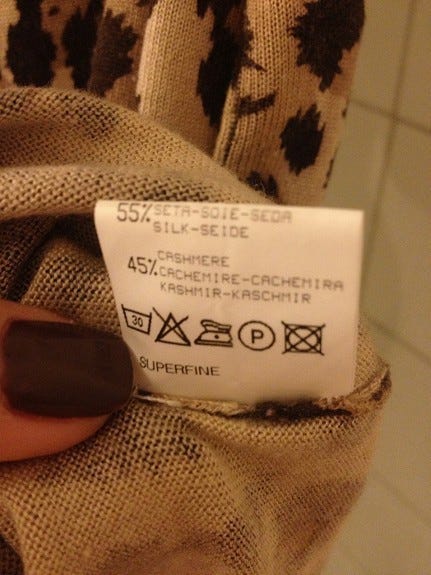 55% SETA-SOIE-SEDA
SILK-SEIDE
45% CASHMERE
CACHEMIRE-CACHEMIRA
KASHMIR-KASCHMIR
30 P
SUPERFINE